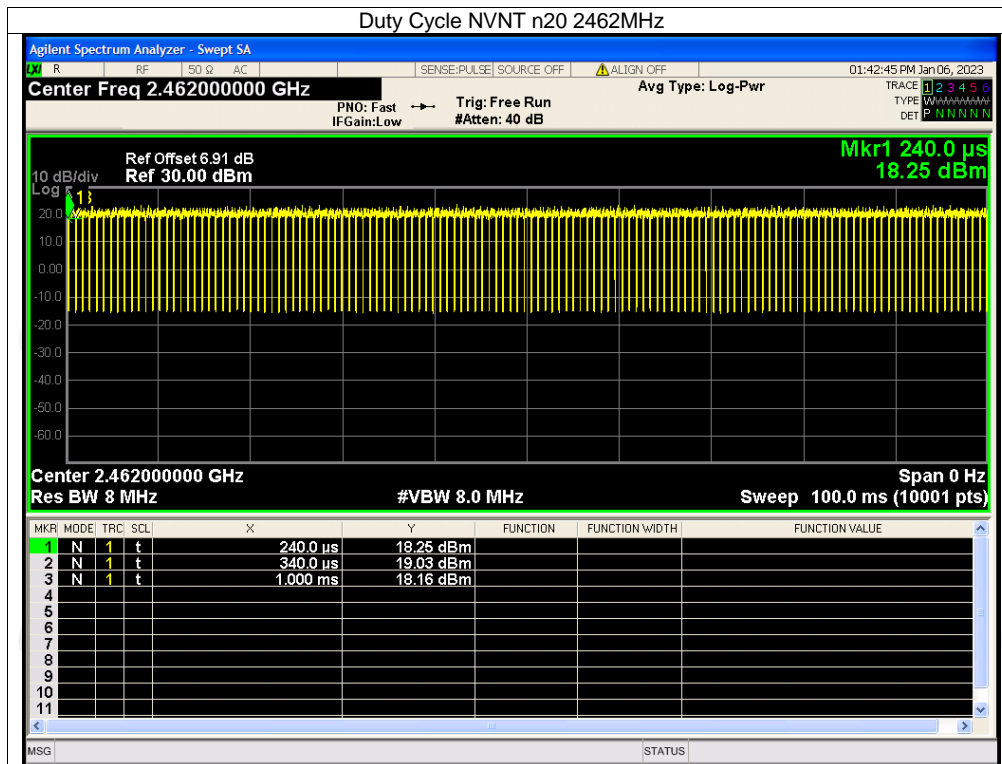 Duty Cycle NVNT n20 2462MHz
Agilent Spectrum Analyzer - Swept SA
LXI R RF 50 Ω AC SENSE:PULSE SOURCE OFF ALIGN OFF 01:42:45 PM Jan 06, 2023
Center Freq 2.462000000 GHz Avg Type: Log-Pwr TRACE 1 2 3 4 5 6
PNO: Fast Trig: Free Run TYPE WWWWWW
IFGain:Low #Atten: 40 dB DET P N N N N N
Mkr1 240.0 µs
Ref Offset 6.91 dB
10 dB/div Ref 30.00 dBm 18.25 dBm
Log
1 3
20.0
10.0
0.00
-10.0
-20.0
-30.0
-40.0
-50.0
-60.0
Center 2.462000000 GHz Span 0 Hz
Res BW 8 MHz #VBW 8.0 MHz Sweep 100.0 ms (10001 pts)
MKR MODE TRC SCL X Y FUNCTION FUNCTION WIDTH FUNCTION VALUE
1 N 1 t 240.0 µs 18.25 dBm
2 N 1 t 340.0 µs 19.03 dBm
3 N 1 t 1.000 ms 18.16 dBm
4
5
6
7
8
9
10
11
MSG STATUS